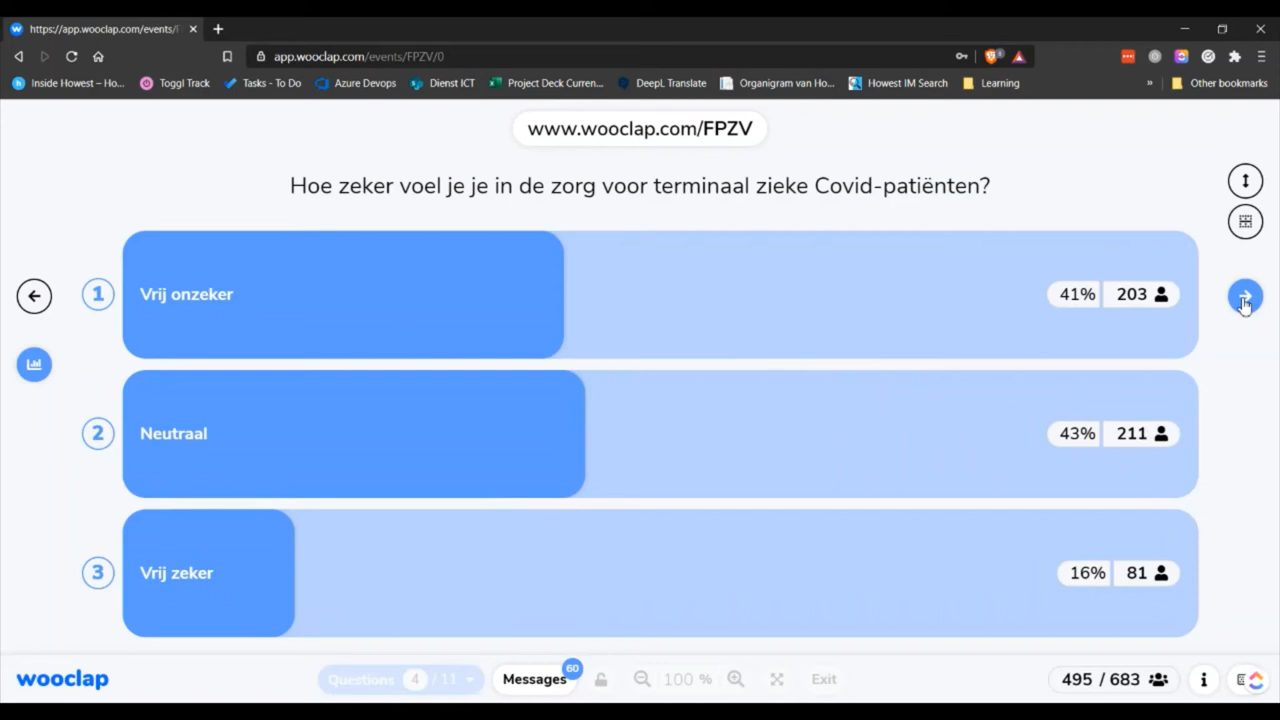 https://app.wooclap.com/events/
app.wooclap.com/events/FPZV/0
Inside Howest – Ho... Toggl Track Tasks - To Do Azure Devops Dienst ICT Project Deck Curren... DeepL Translate Organigram van Ho... Howest IM Search Learning » Other bookmarks
www.wooclap.com/FPZV
Hoe zeker voel je je in de zorg voor terminaal zieke Covid-patiënten?
1 Vrij onzeker 41% 203
2 Neutraal 43% 211
3 Vrij zeker 16% 81
wooclap Questions 4 / 11 Messages 60 100 % Exit 495 / 683